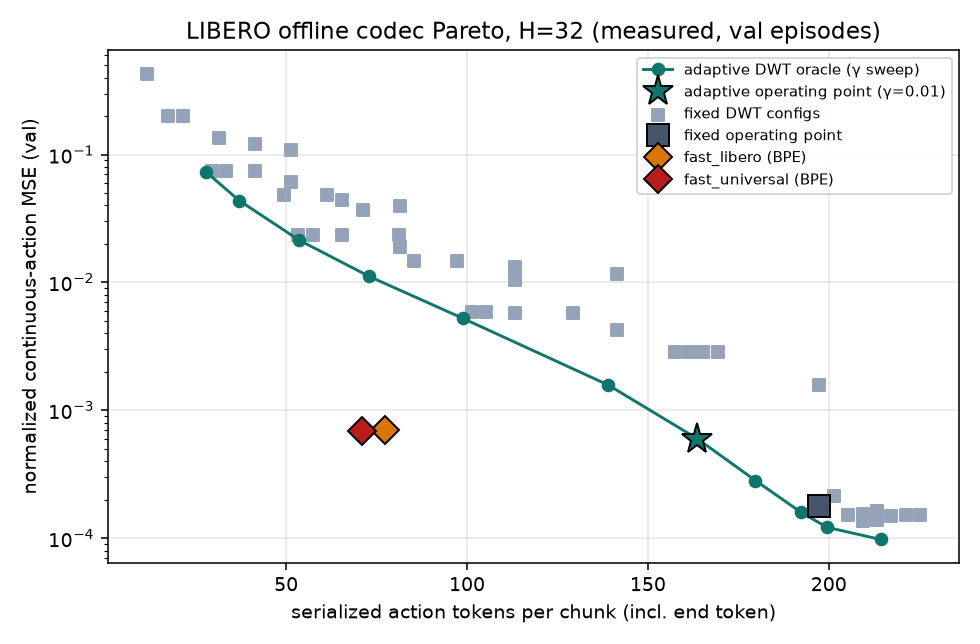 LIBERO offline codec Pareto, H=32 (measured, val episodes)
normalized continuous-action MSE (val)
10⁻¹
10⁻²
10⁻³
10⁻⁴
adaptive DWT oracle (γ sweep)
adaptive operating point (γ=0.01)
fixed DWT configs
fixed operating point
fast_libero (BPE)
fast_universal (BPE)
50
100
150
200
serialized action tokens per chunk (incl. end token)